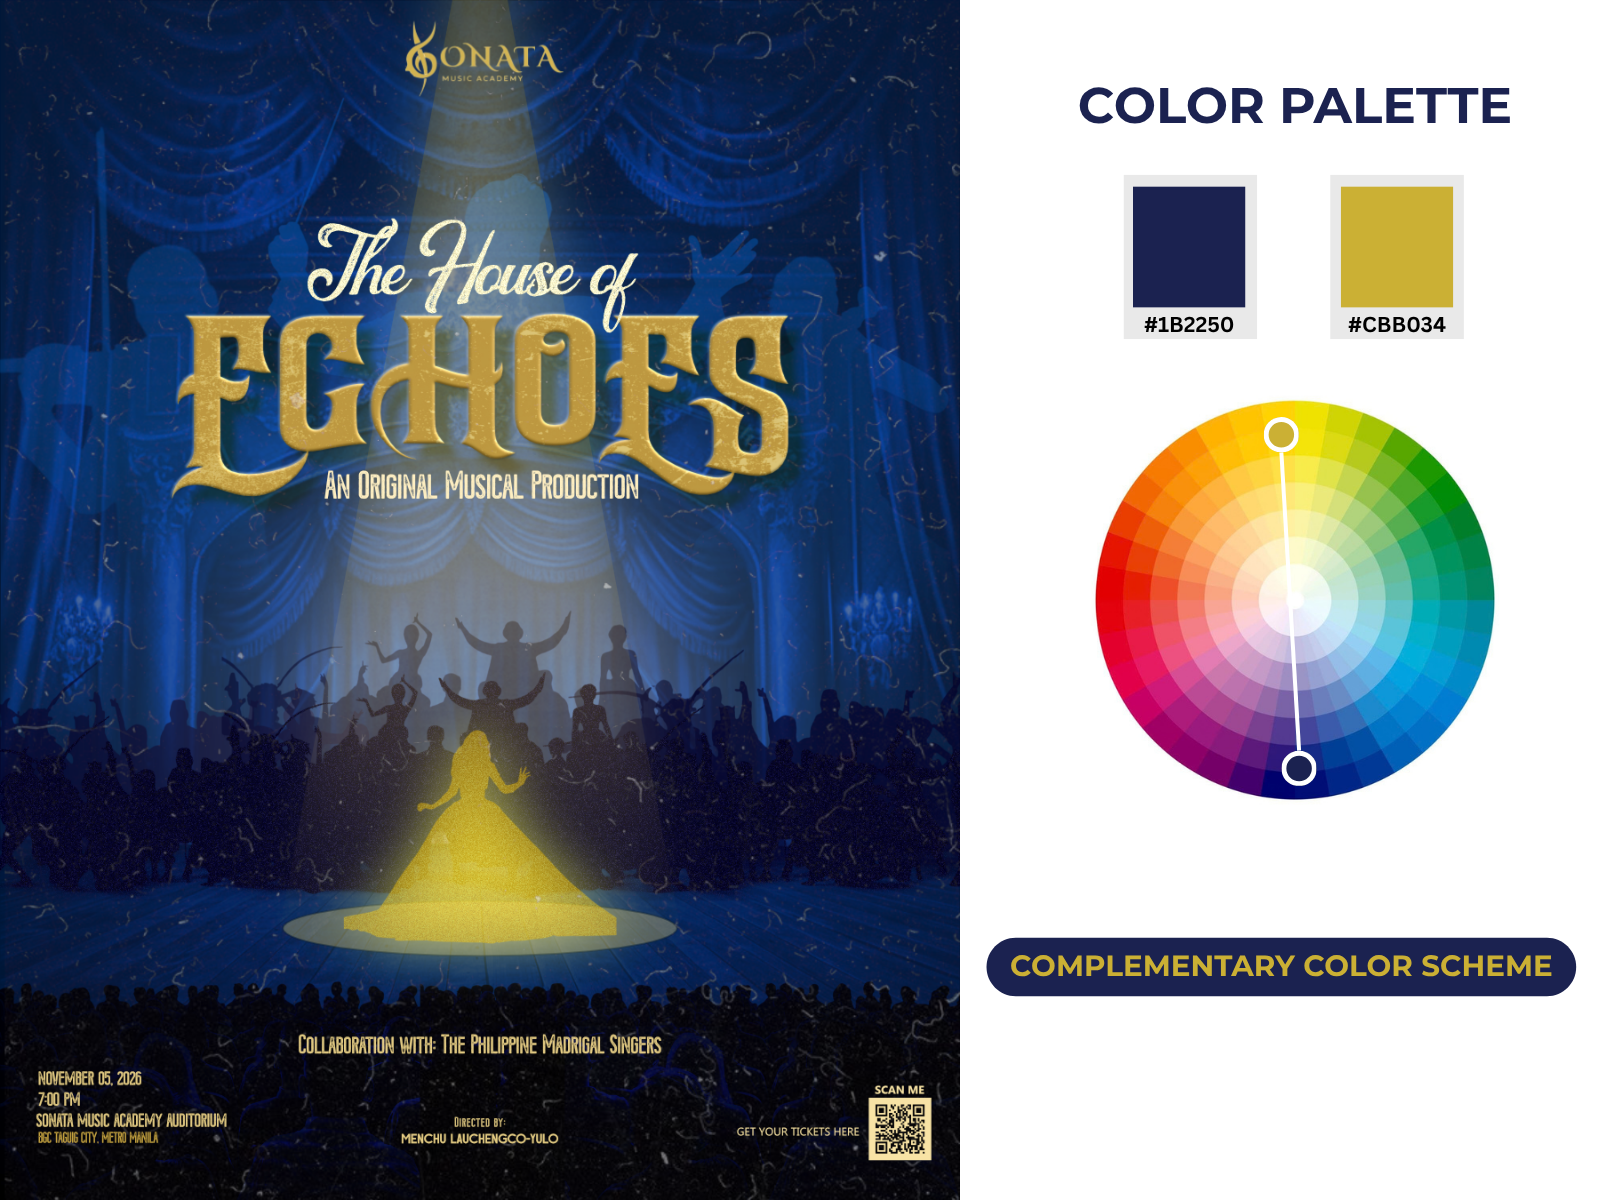 SONATA
MUSIC ACADEMY
The House of
ECHOES
An Original Musical Production
Collaboration with: The Philippine Madrigal Singers
NOVEMBER 05, 2026
7:00 PM
SONATA MUSIC ACADEMY AUDITORIUM
BGC TAGUIG CITY, METRO MANILA
Directed by:
MENCHU LAUCHENGCO-YULO
SCAN ME
GET YOUR TICKETS HERE
COLOR PALETTE
#1B2250
#CBB034
COMPLEMENTARY COLOR SCHEME